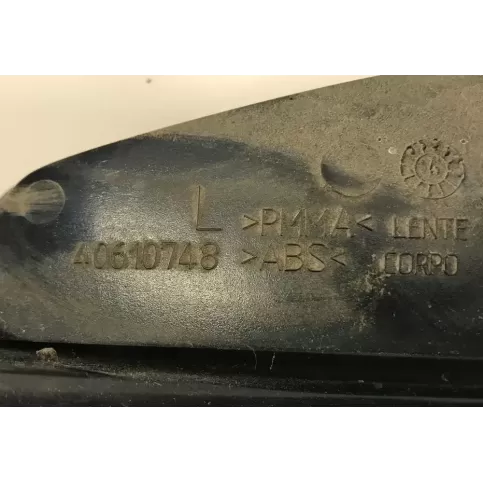 L >PMMA< LENTE
40610748 >ABS< CORPO